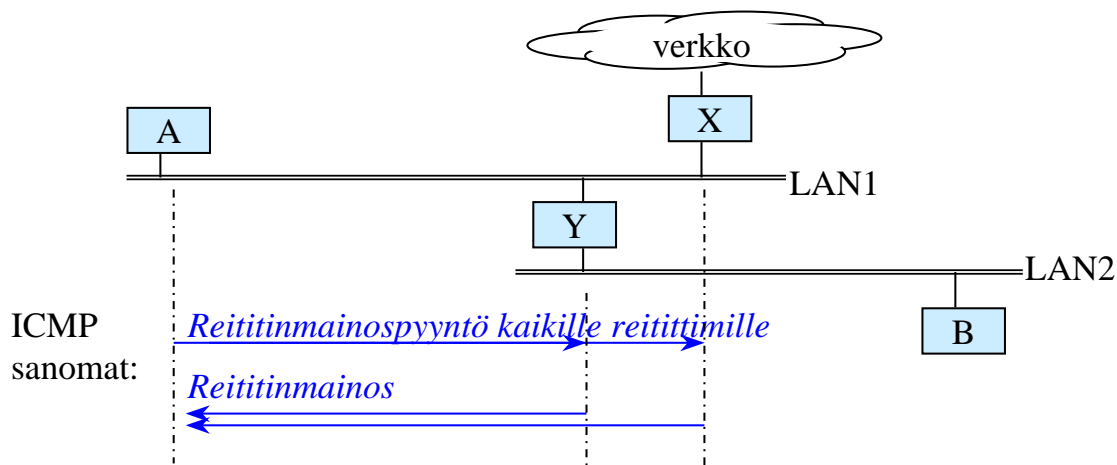 verkko
A
X
LAN1
Y
LAN2
ICMP
sanomat:
Reititinmainospyyntö kaikille reitittimille
B
Reititinmainos